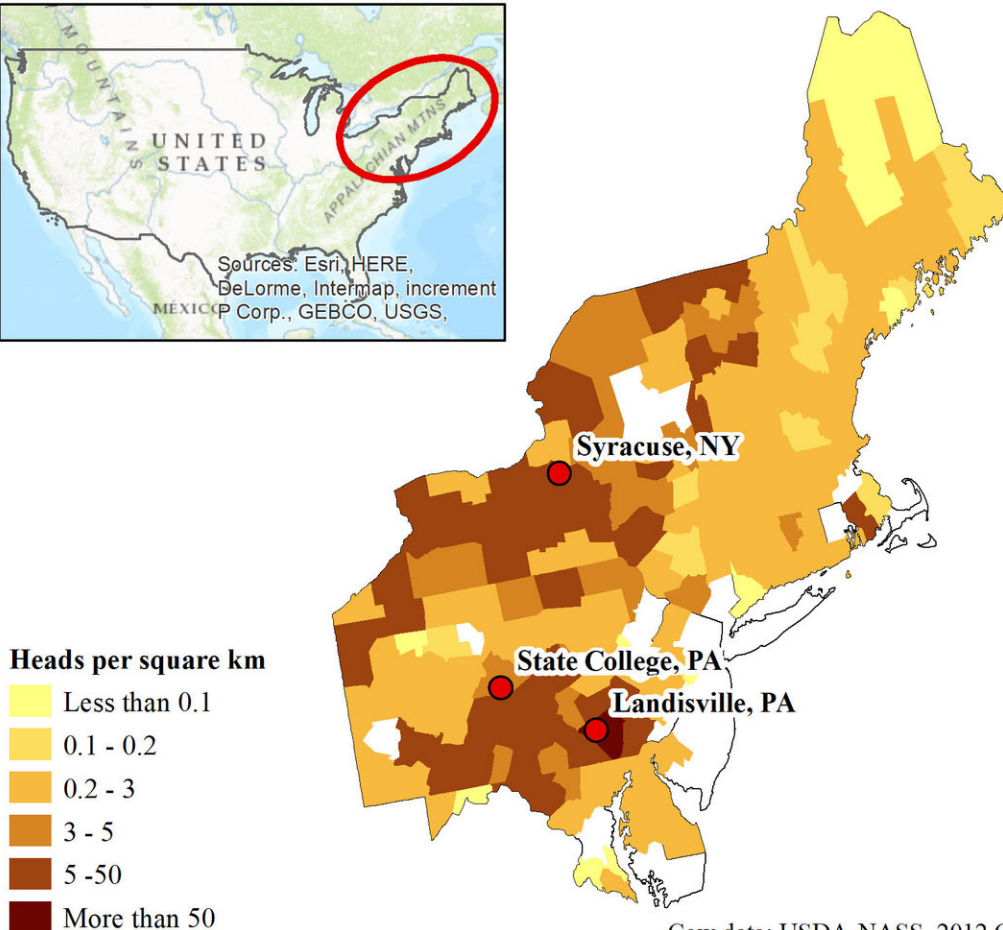 MOUNTAINS
UNITED
STATES
APPALACHIAN MTNS
MÉXICO
Sources: Esri, HERE,
DeLorme, Intermap, increment
P Corp., GEBCO, USGS,
Syracuse, NY
State College, PA
Landisville, PA
Heads per square km
Less than 0.1
0.1 - 0.2
0.2 - 3
3 - 5
5 -50
More than 50